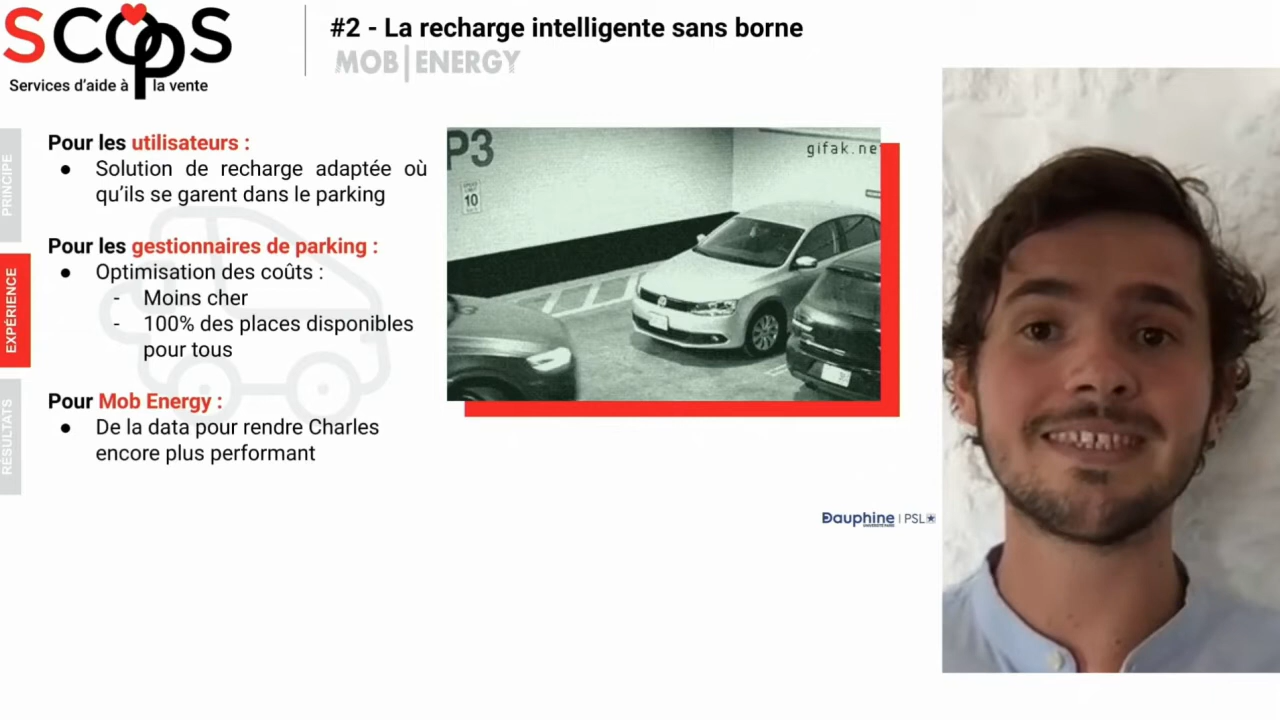 SCOPS
Services d'aide à la vente
#2 - La recharge intelligente sans borne
MOB|ENERGY
PRINCIPE
EXPÉRIENCE
RÉSULTATS
Pour les utilisateurs :
● Solution de recharge adaptée où
qu'ils se garent dans le parking
Pour les gestionnaires de parking :
● Optimisation des coûts :
- Moins cher
- 100% des places disponibles
pour tous
Pour Mob Energy :
● De la data pour rendre Charles
encore plus performant
P3
10
gifak.ne
Dauphine | PSL